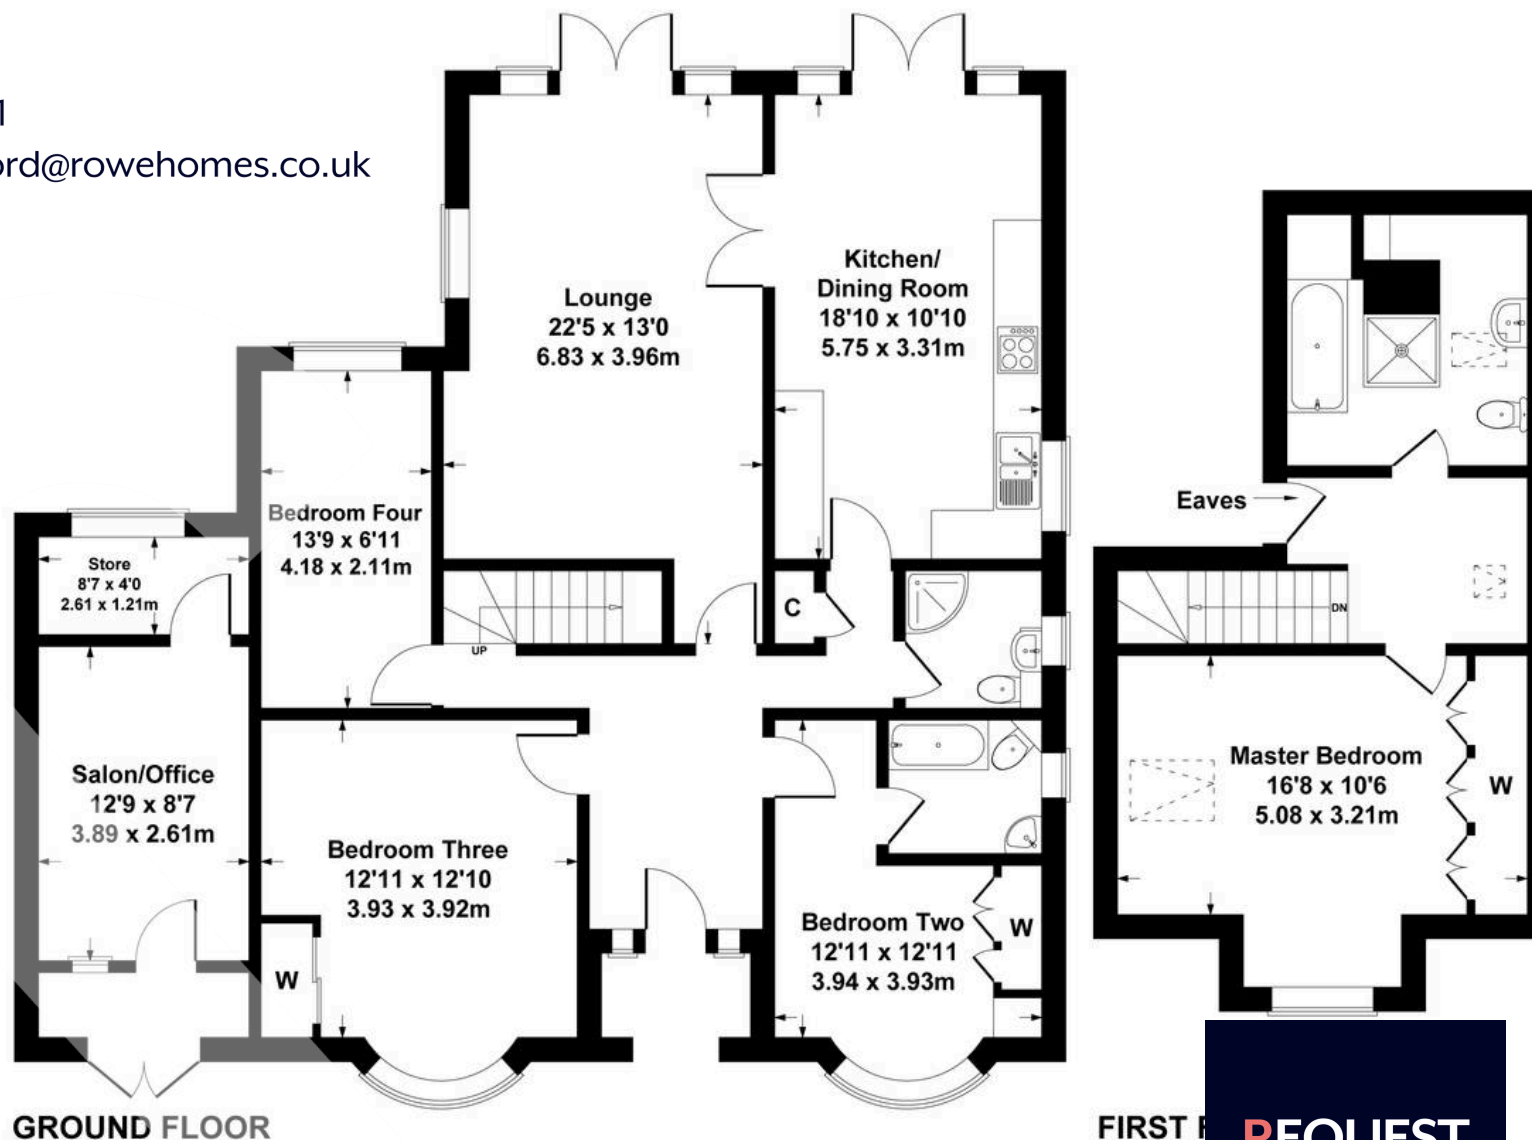 1
ord@rowehomes.co.uk
Lounge
22'5 x 13'0
6.83 x 3.96m
Kitchen/
Dining Room
18'10 x 10'10
5.75 x 3.31m
Bedroom Four
13'9 x 6'11
4.18 x 2.11m
Store
8'7 x 4'0
2.61 x 1.21m
C
UP
Salon/Office
12'9 x 8'7
3.89 x 2.61m
Bedroom Three
12'11 x 12'10
3.93 x 3.92m
W
Bedroom Two
12'11 x 12'11
3.94 x 3.93m
W
GROUND FLOOR
Eaves
DN
Master Bedroom
16'8 x 10'6
5.08 x 3.21m
W
FIRST F
REQUEST